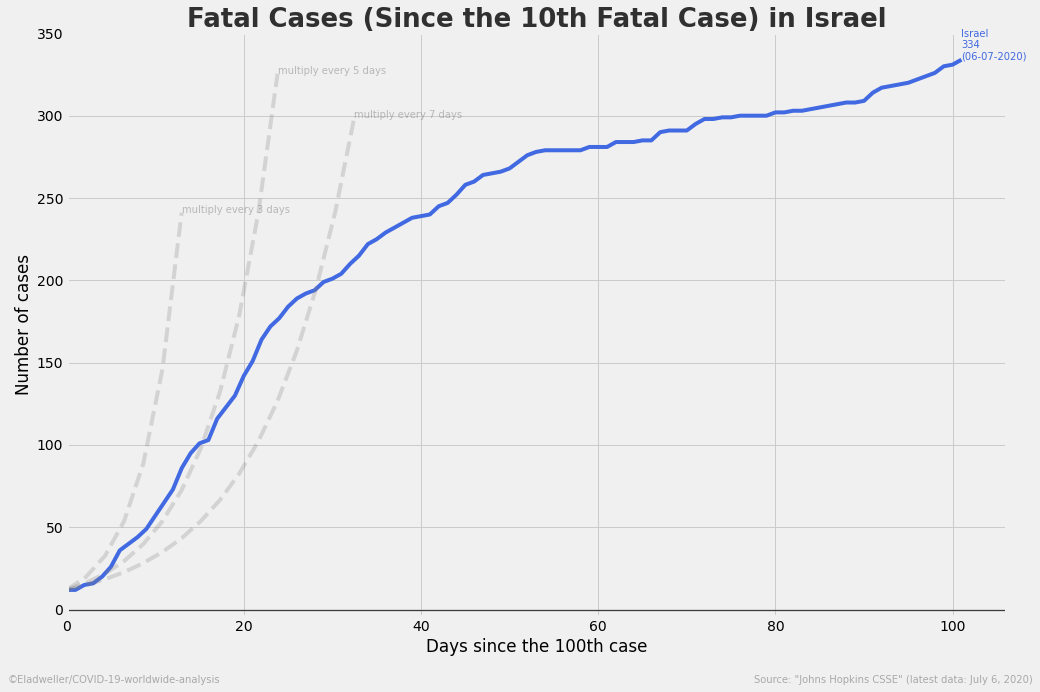 Fatal Cases (Since the 10th Fatal Case) in Israel
Israel
334
(06-07-2020)
multiply every 5 days
multiply every 7 days
multiply every 3 days
Number of cases
350
300
250
200
150
100
50
0
0 20 40 60 80 100
Days since the 100th case
©Eladweller/COVID-19-worldwide-analysis
Source: "Johns Hopkins CSSE" (latest data: July 6, 2020)